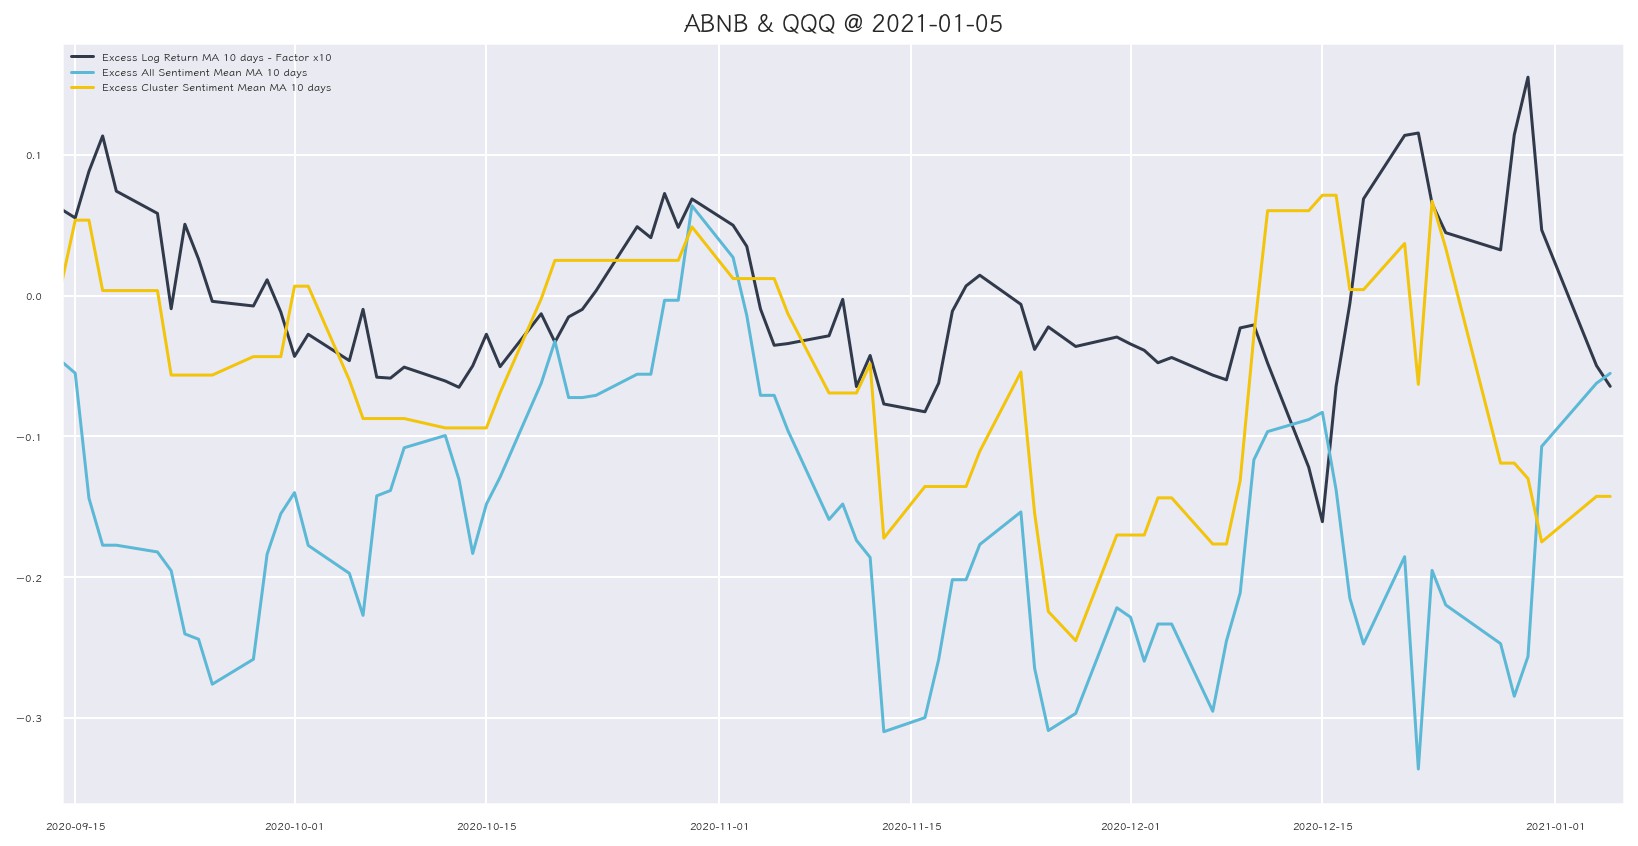 ABNB & QQQ @ 2021-01-05
Excess Log Return MA 10 days - Factor x10
Excess All Sentiment Mean MA 10 days
Excess Cluster Sentiment Mean MA 10 days
0.1
0.0
−0.1
−0.2
−0.3
2020-09-15 2020-10-01 2020-10-15 2020-11-01 2020-11-15 2020-12-01 2020-12-15 2021-01-01